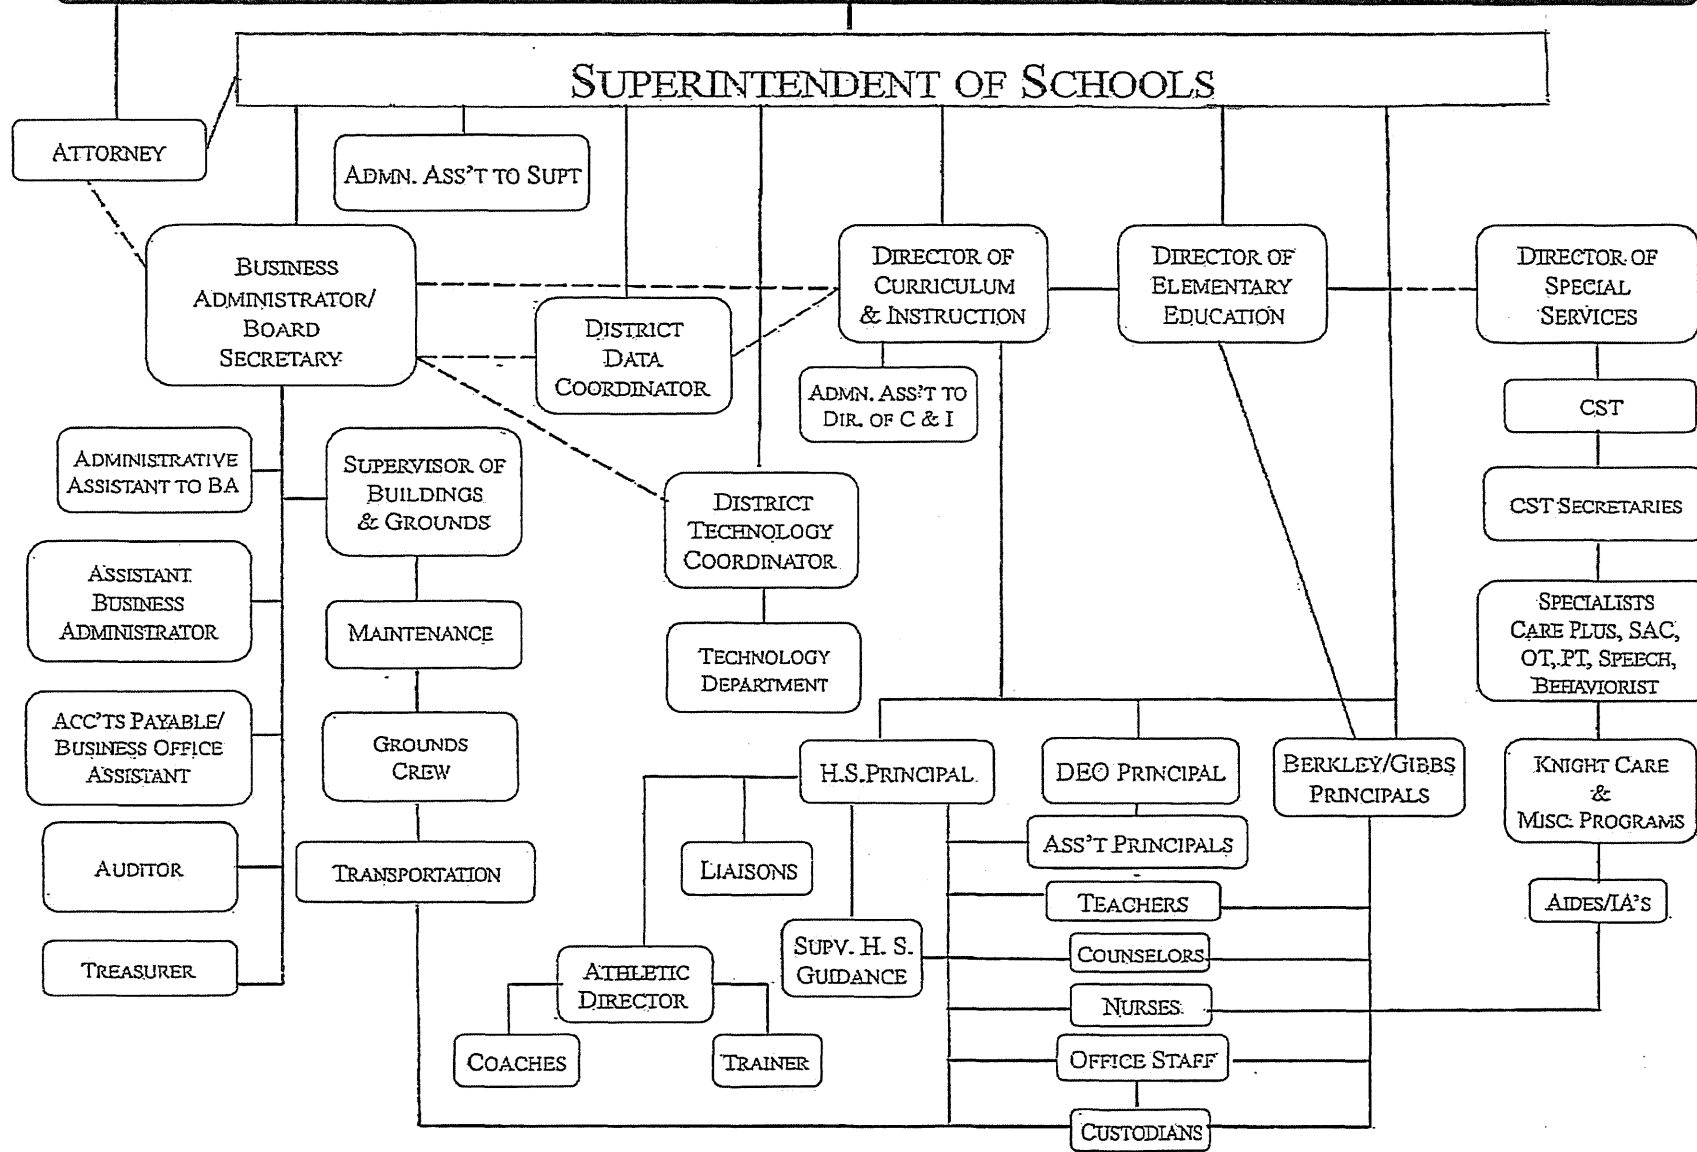 SUPERINTENDENT OF SCHOOLS
ATTORNEY
ADMN. ASS'T TO SUPT
BUSINESS
ADMINISTRATOR/
BOARD
SECRETARY
DISTRICT
DATA
COORDINATOR
DIRECTOR OF
CURRICULUM
& INSTRUCTION
DIRECTOR OF
ELEMENTARY
EDUCATION
DIRECTOR OF
SPECIAL
SERVICES
ADMN. ASS'T TO
DIR. OF C & I
CST
ADMINISTRATIVE
ASSISTANT TO BA
SUPERVISOR OF
BUILDINGS
& GROUNDS
DISTRICT
TECHNOLOGY
COORDINATOR
CST SECRETARIES
ASSISTANT
BUSINESS
ADMINISTRATOR
MAINTENANCE
TECHNOLOGY
DEPARTMENT
SPECIALISTS
CARE PLUS, SAC,
OT, PT, SPEECH,
BEHAVIORIST
ACC'TS PAYABLE/
BUSINESS OFFICE
ASSISTANT
GROUNDS
CREW
H.S. PRINCIPAL
DEO PRINCIPAL
BERKLEY/GIBBS
PRINCIPALS
KNIGHT CARE
&
MISC. PROGRAMS
AUDITOR
TRANSPORTATION
LIAISONS
ASS'T PRINCIPALS
TEACHERS
AIDES/IA'S
TREASURER
ATHLETIC
DIRECTOR
SUPV. H. S.
GUIDANCE
COUNSELORS
NURSES
COACHES
TRAINER
OFFICE STAFF
CUSTODIANS